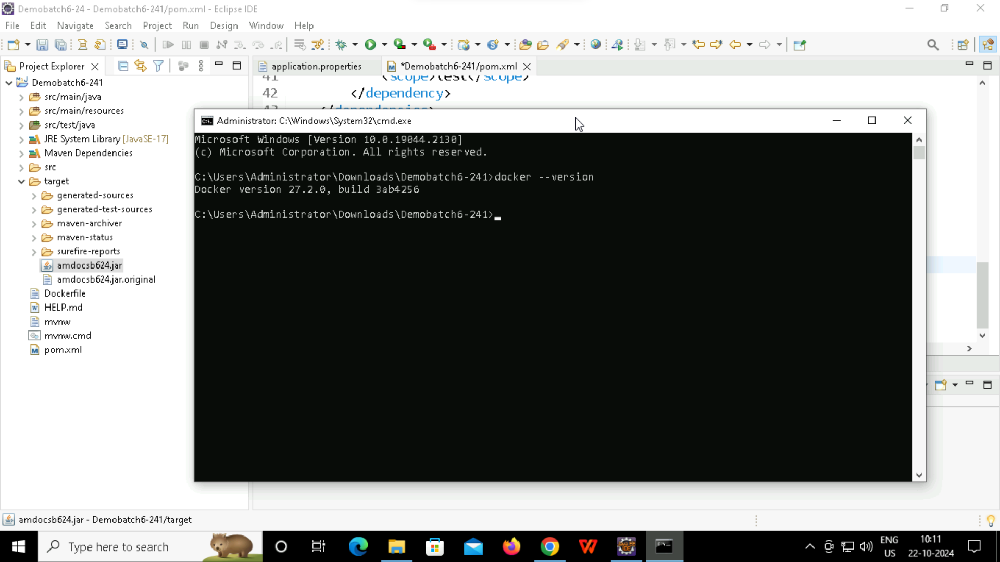 Demobatch6-24 - Demobatch6-241/pom.xml - Eclipse IDE
File Edit Navigate Search Project Run Design Window Help
Project Explorer
application.properties
*Demobatch6-241/pom.xml
Demobatch6-241
src/main/java
src/main/resources
src/test/java
JRE System Library [JavaSE-17]
Maven Dependencies
src
target
generated-sources
generated-test-sources
maven-archiver
maven-status
surefire-reports
amdocsb624.jar
amdocsb624.jar.original
Dockerfile
HELP.md
mvnw
mvnw.cmd
pom.xml
41 <scope>test</scope>
42 </dependency>
43 </dependencies>
Administrator: C:\Windows\System32\cmd.exe
Microsoft Windows [Version 10.0.19044.2130]
(c) Microsoft Corporation. All rights reserved.
C:\Users\Administrator\Downloads\Demobatch6-241>docker --version
Docker version 27.2.0, build 3ab4256
C:\Users\Administrator\Downloads\Demobatch6-241>
amdocsb624.jar - Demobatch6-241/target
Type here to search
ENG
US
10:11
22-10-2024